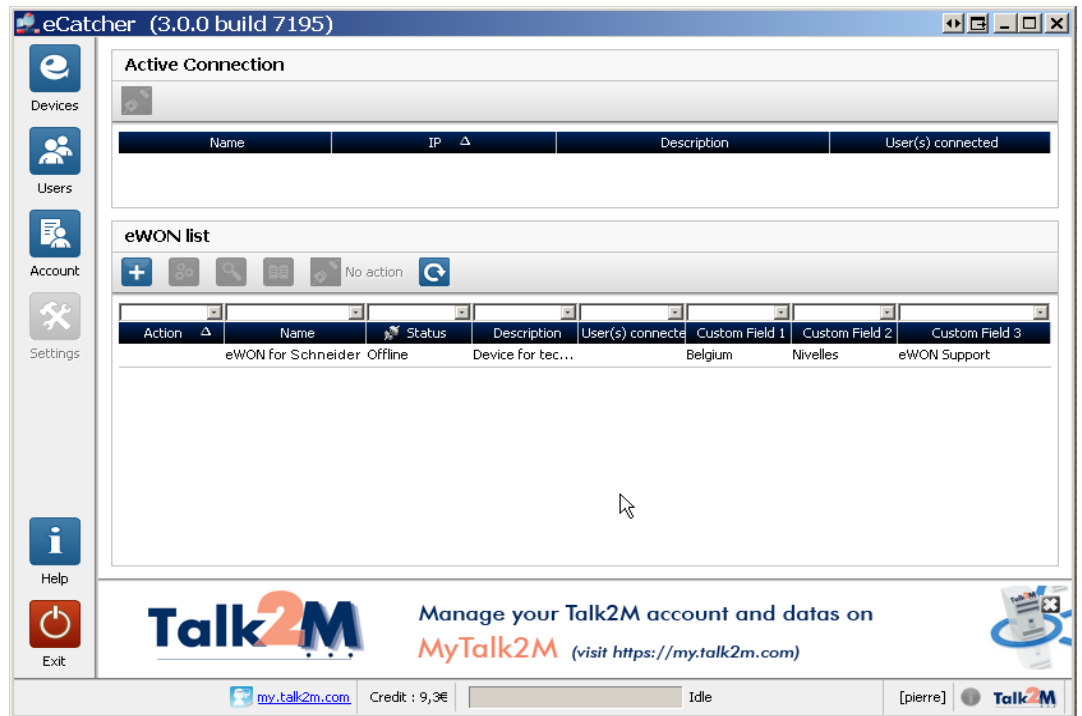 eCatcher (3.0.0 build 7195)
Devices
Users
Account
Settings
Help
Exit
Active Connection
Name IP Description User(s) connected
eWON list
No action
Action Name Status Description User(s) connecte Custom Field 1 Custom Field 2 Custom Field 3
eWON for Schneider Offline Device for tec... Belgium Nivelles eWON Support
Talk2M
Manage your Talk2M account and datas on
MyTalk2M (visit https://my.talk2m.com)
my.talk2m.com Credit : 9,3€ Idle [pierre] Talk2M